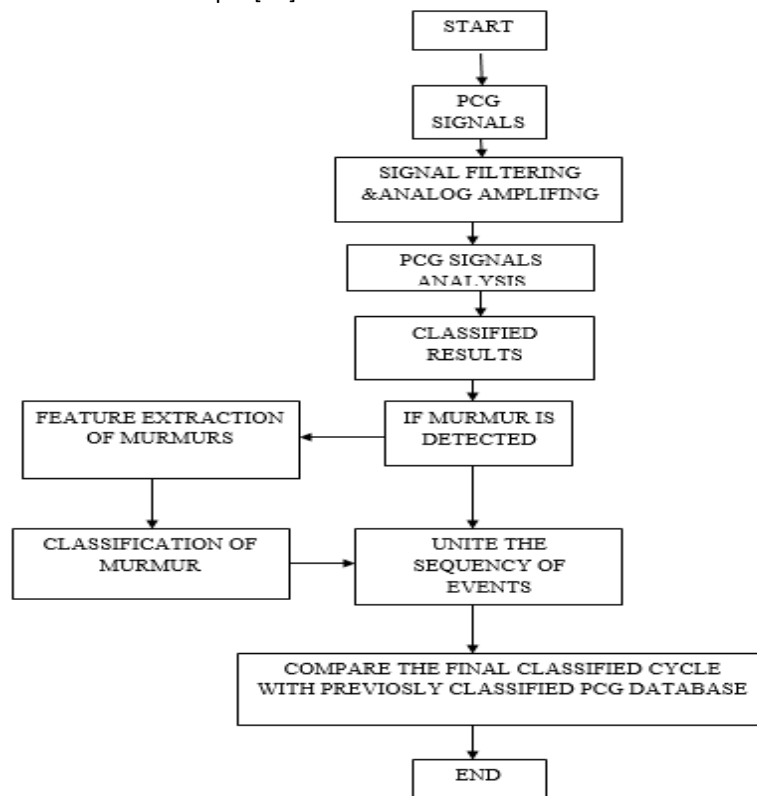 START
PCG
SIGNALS
SIGNAL FILTERING
&ANALOG AMPLIFING
PCG SIGNALS
ANALYSIS
CLASSIFIED
RESULTS
IF MURMUR IS
DETECTED
FEATURE EXTRACTION
OF MURMURS
CLASSIFICATION OF
MURMUR
UNITE THE
SEQUENCY OF
EVENTS
COMPARE THE FINAL CLASSIFIED CYCLE
WITH PREVIOSLY CLASSIFIED PCG DATABASE
END